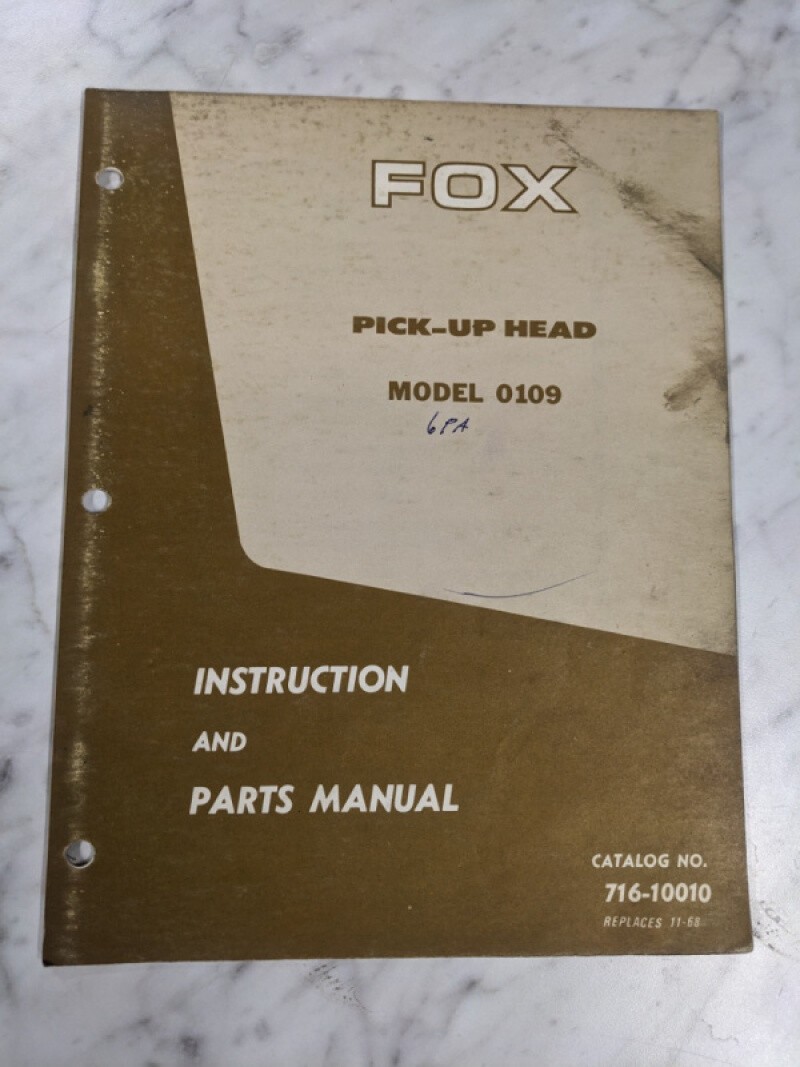 FOX
PICK-UP HEAD
MODEL 0109
6PA
INSTRUCTION
AND
PARTS MANUAL
CATALOG NO.
716-10010
REPLACES 11-68